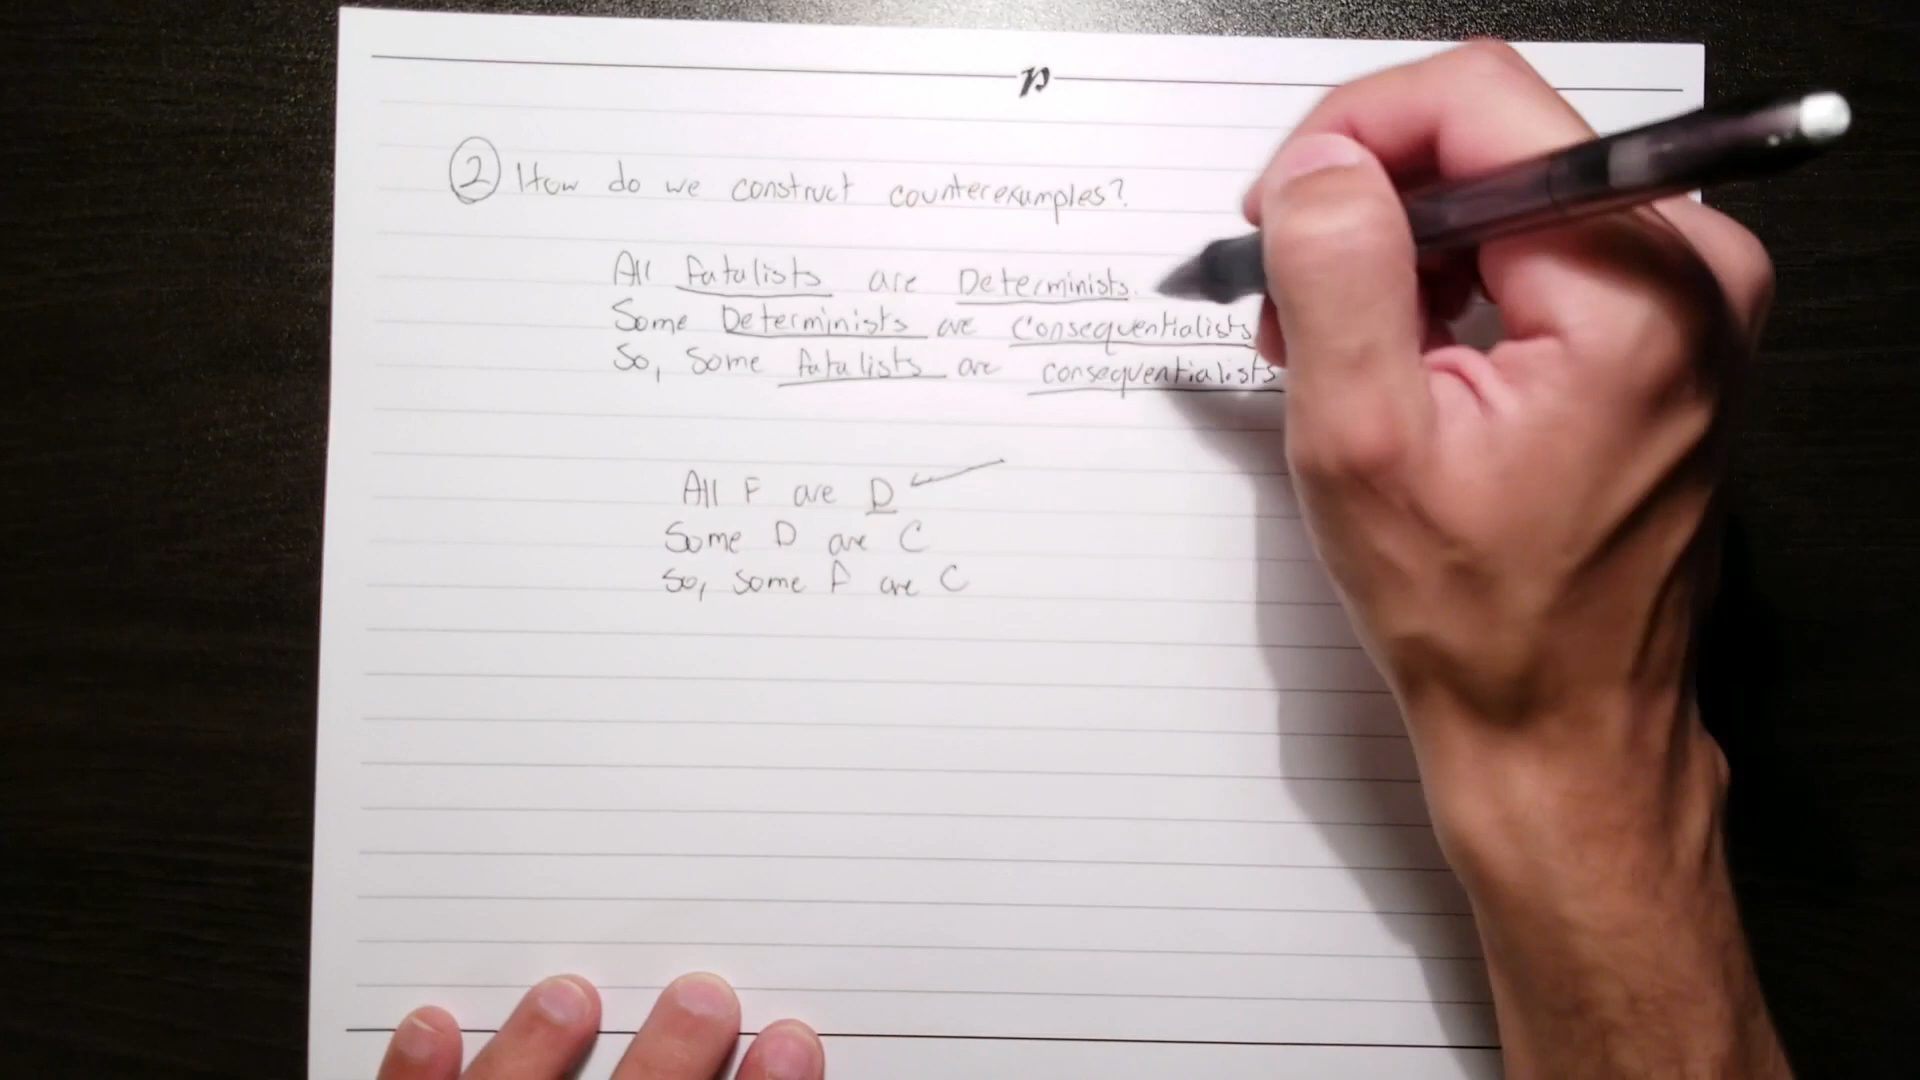 ② How do we construct counterexamples?
All fatalists are Determinists.
Some Determinists are Consequentialists
So, some fatalists are consequentialists
All F are D
Some D are C
So, some F are C